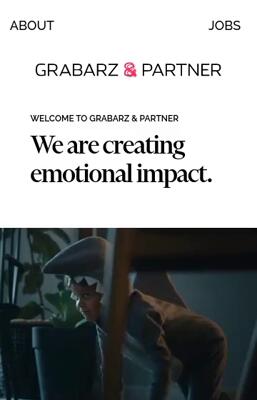 ABOUT JOBS
GRABARZ & PARTNER
WELCOME TO GRABARZ & PARTNER
We are creating
emotional impact.